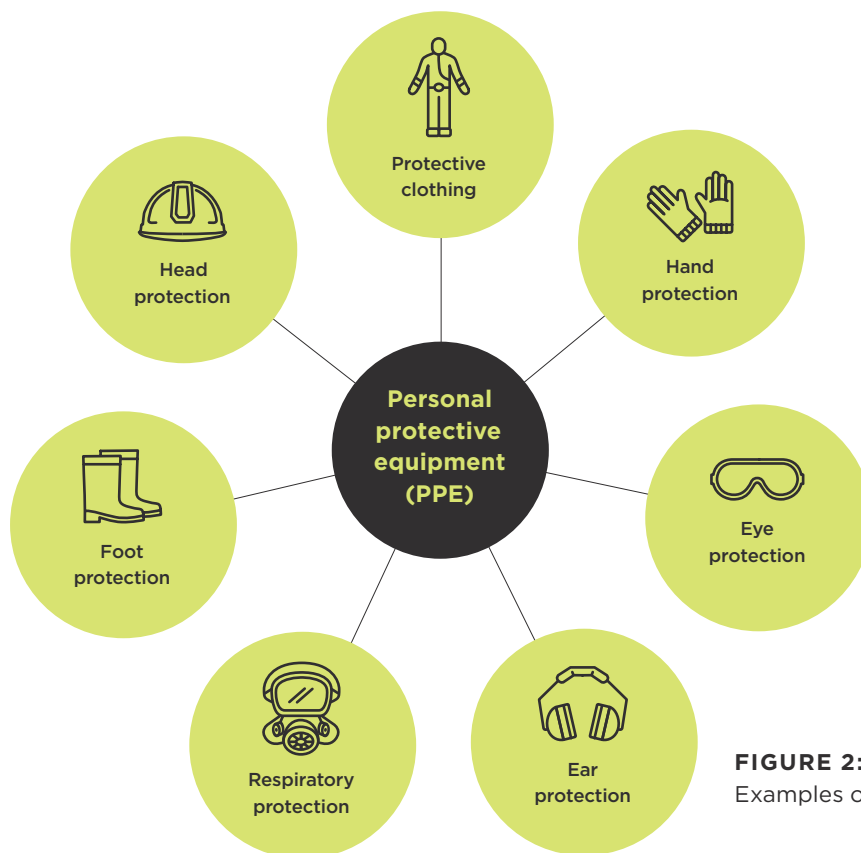 Protective
clothing
Head
protection
Hand
protection
Personal
protective
equipment
(PPE)
Foot
protection
Eye
protection
Respiratory
protection
Ear
protection
FIGURE 2:
Examples